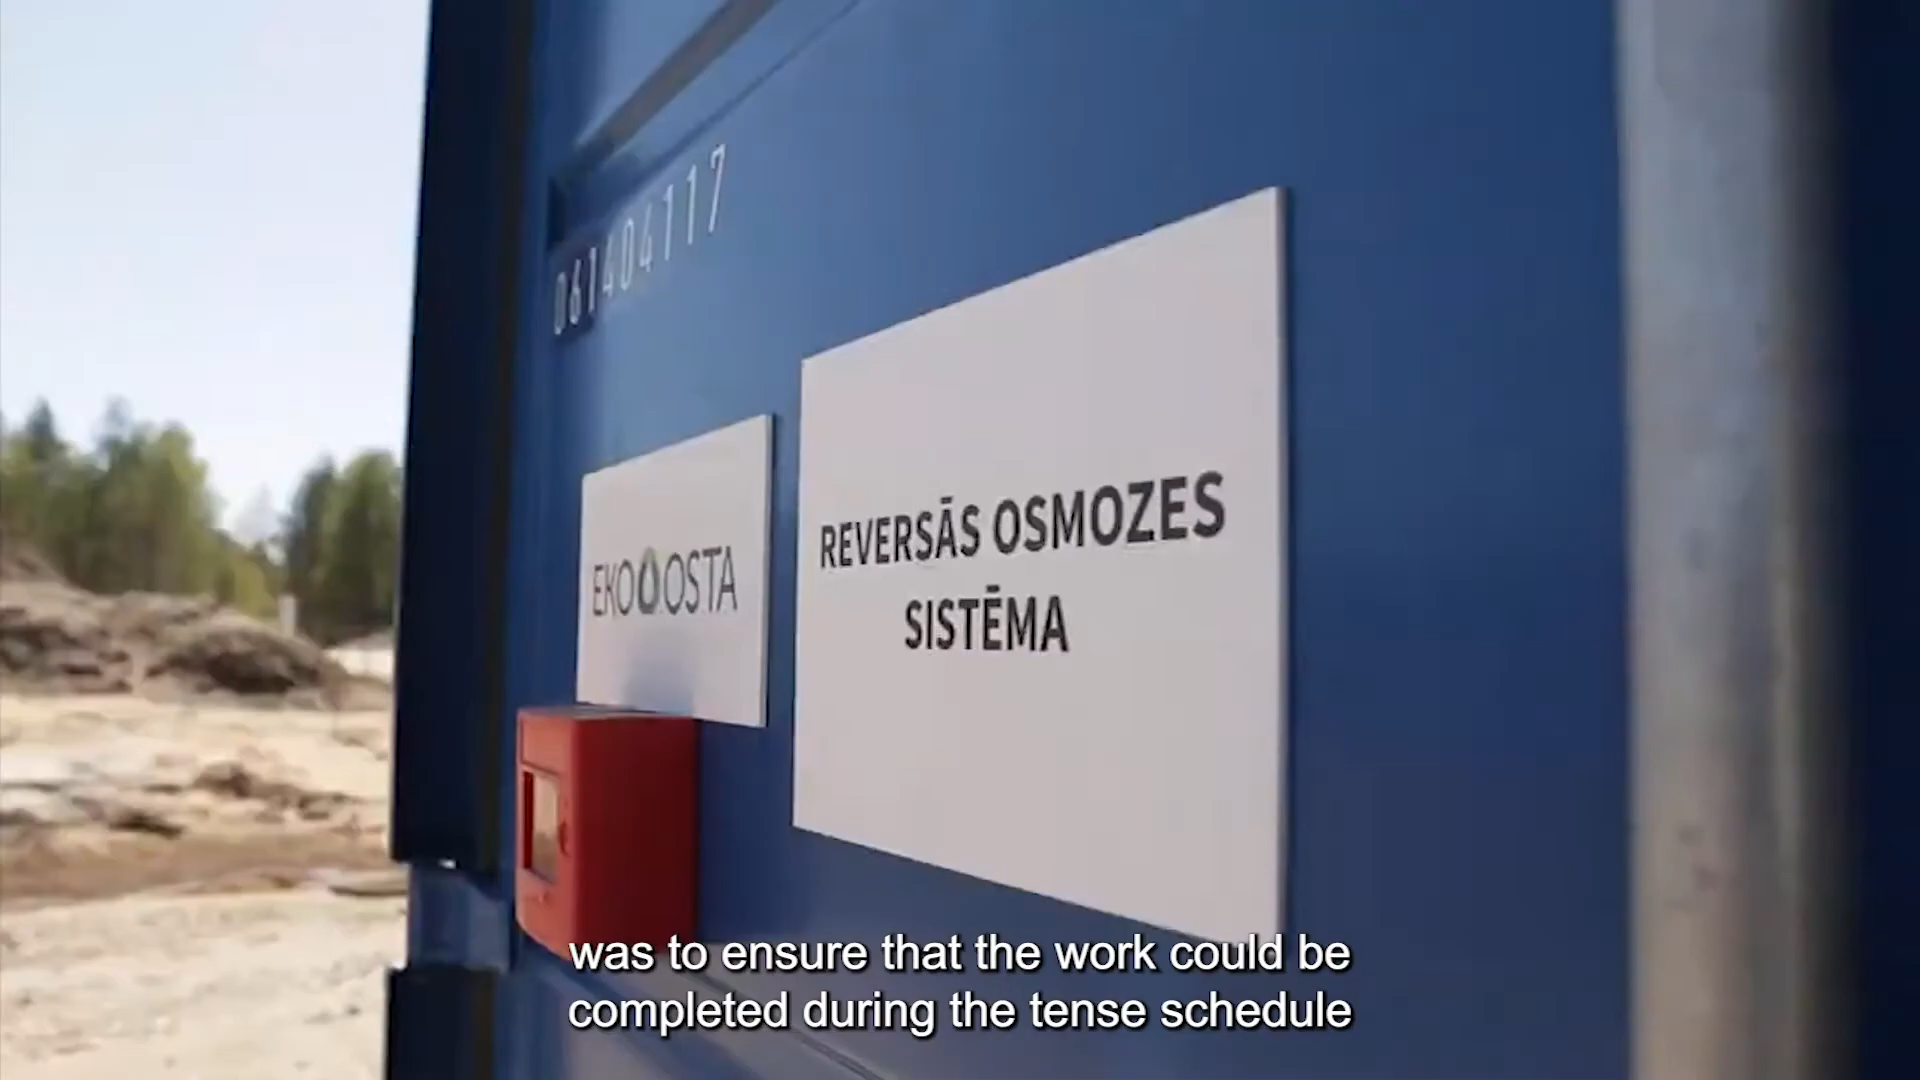 061404117
EKO OSTA
REVERSĀS OSMOZES
SISTĒMA
was to ensure that the work could be
completed during the tense schedule